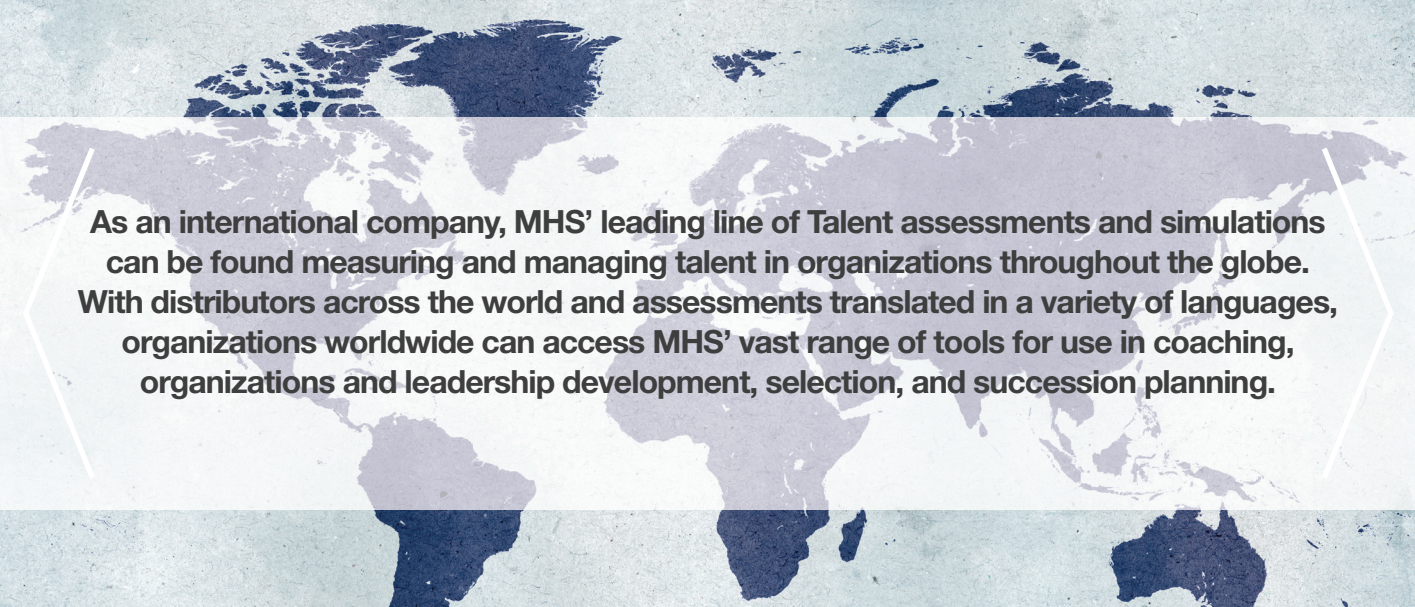 As an international company, MHS’ leading line of Talent assessments and simulations
can be found measuring and managing talent in organizations throughout the globe.
With distributors across the world and assessments translated in a variety of languages,
organizations worldwide can access MHS’ vast range of tools for use in coaching,
organizations and leadership development, selection, and succession planning.